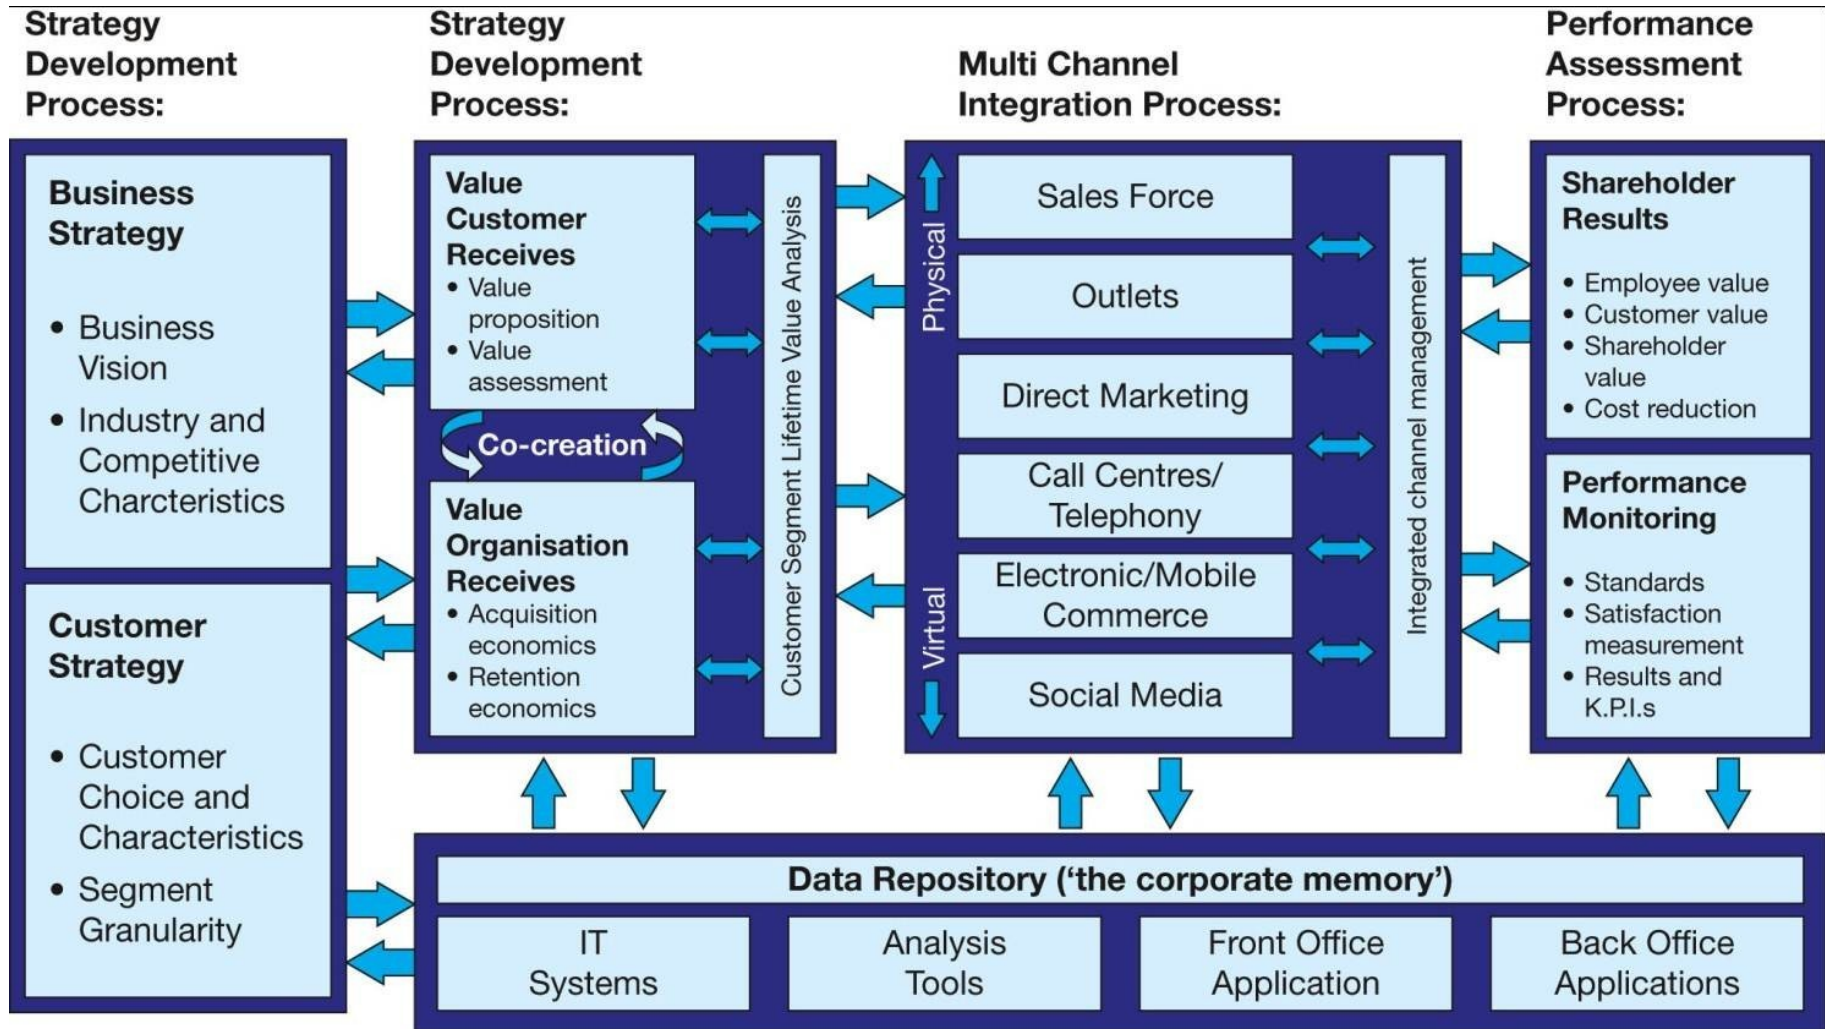 Strategy
Development
Process:
Business
Strategy
• Business
Vision
• Industry and
Competitive
Charcteristics
Customer
Strategy
• Customer
Choice and
Characteristics
• Segment
Granularity
Strategy
Development
Process:
Value
Customer
Receives
• Value
proposition
• Value
assessment
Co-creation
Value
Organisation
Receives
• Acquisition
economics
• Retention
economics
Customer Segment Lifetime Value Analysis
Multi Channel
Integration Process:
Physical
Virtual
Sales Force
Outlets
Direct Marketing
Call Centres/
Telephony
Electronic/Mobile
Commerce
Social Media
Integrated channel management
Performance
Assessment
Process:
Shareholder
Results
• Employee value
• Customer value
• Shareholder
value
• Cost reduction
Performance
Monitoring
• Standards
• Satisfaction
measurement
• Results and
K.P.I.s
Data Repository (‘the corporate memory’)
IT
Systems
Analysis
Tools
Front Office
Application
Back Office
Applications